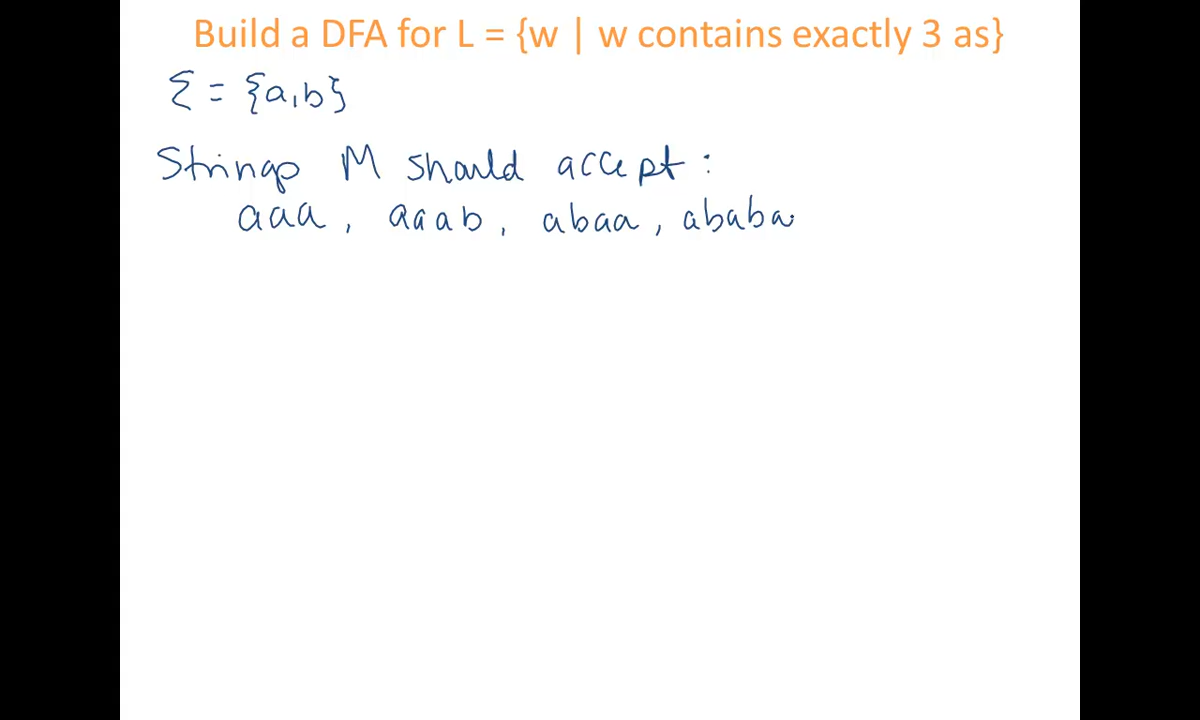 Build a DFA for L = {w | w contains exactly 3 as}
Σ = {a,b}
Strings M should accept :
aaa , aaab , abaa , ababa